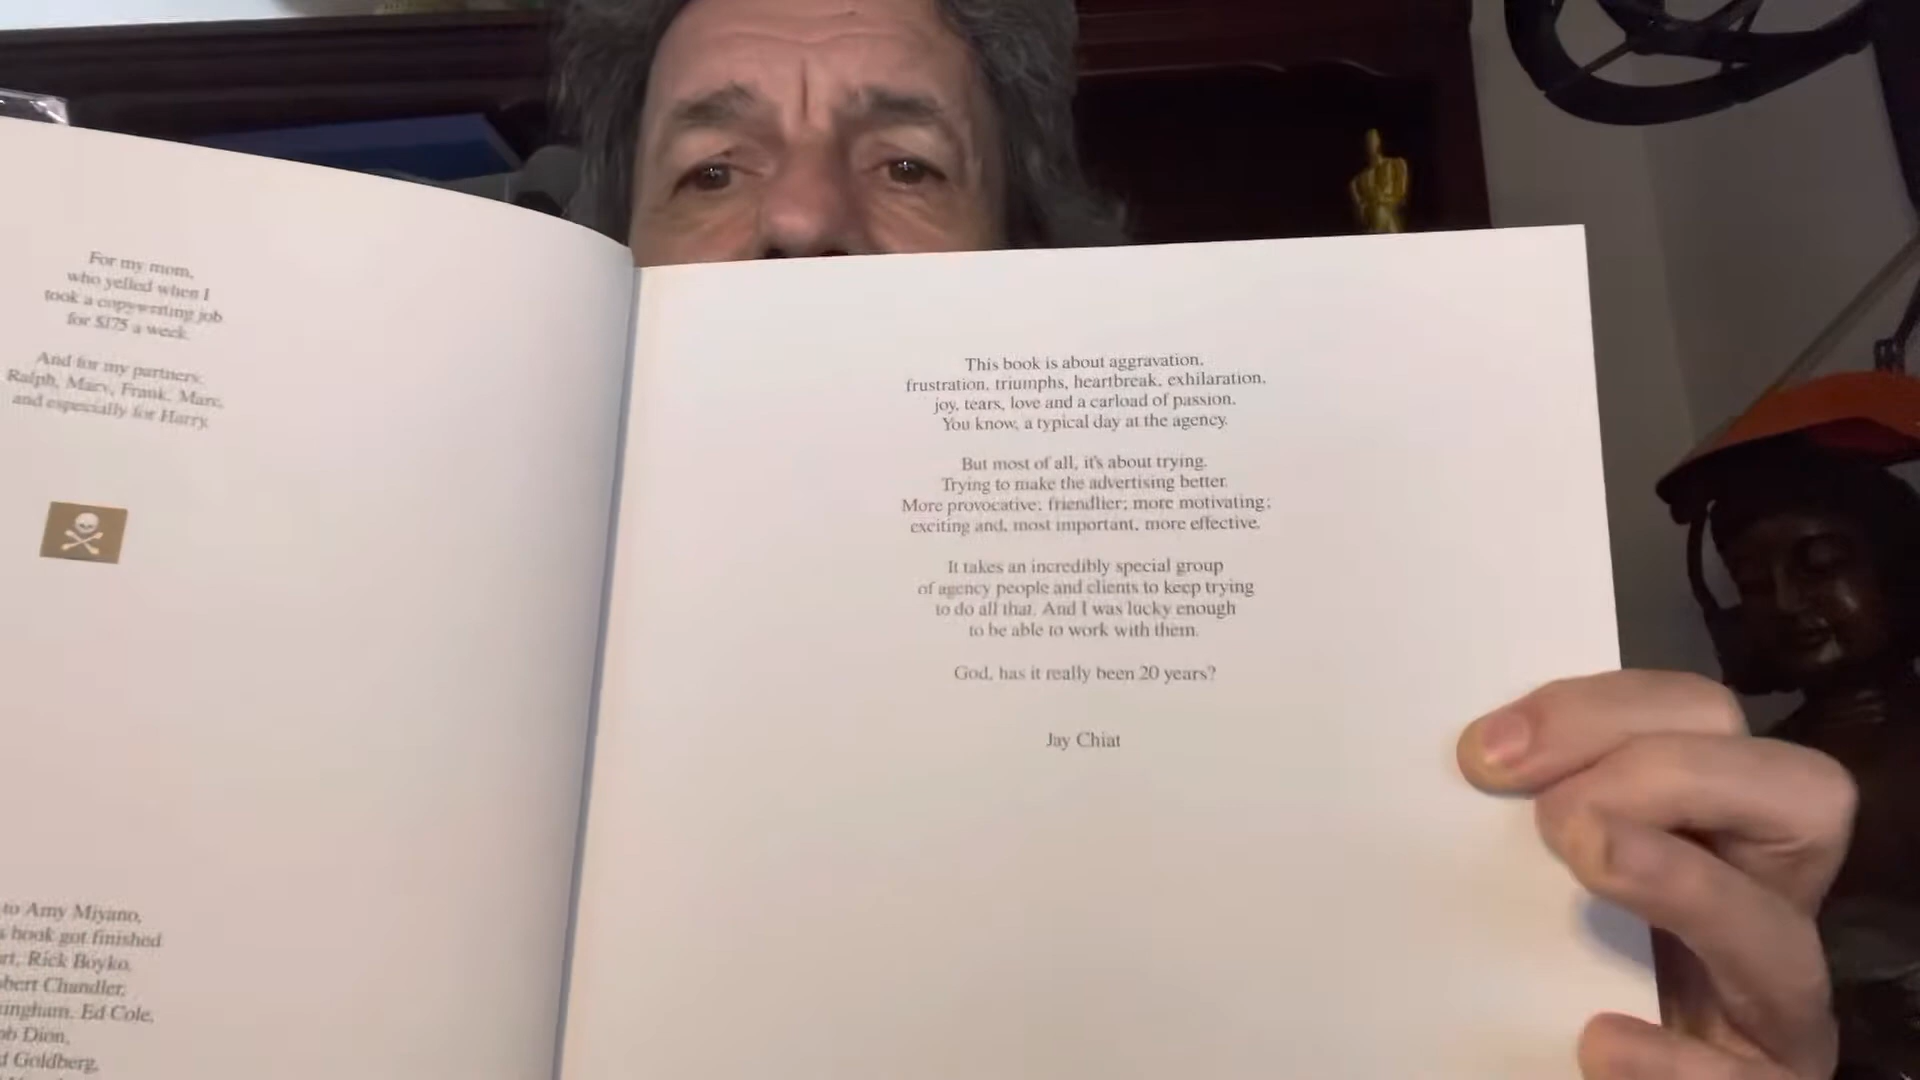 For my mom,
who yelled when I
took a copywriting job
for $175 a week.
And for my partners:
Ralph, Marv, Frank, Marc,
and especially for Harry.
to Amy Miyano,
book got finished
Rick Boyko,
Chandler,
Ed Cole,
Dion,
Goldberg,
This book is about aggravation,
frustration, triumphs, heartbreak, exhilaration,
joy, tears, love and a carload of passion.
You know, a typical day at the agency.
But most of all, it's about trying.
Trying to make the advertising better.
More provocative; friendlier; more motivating;
exciting and, most important, more effective.
It takes an incredibly special group
of agency people and clients to keep trying
to do all that. And I was lucky enough
to be able to work with them.
God, has it really been 20 years?
Jay Chiat